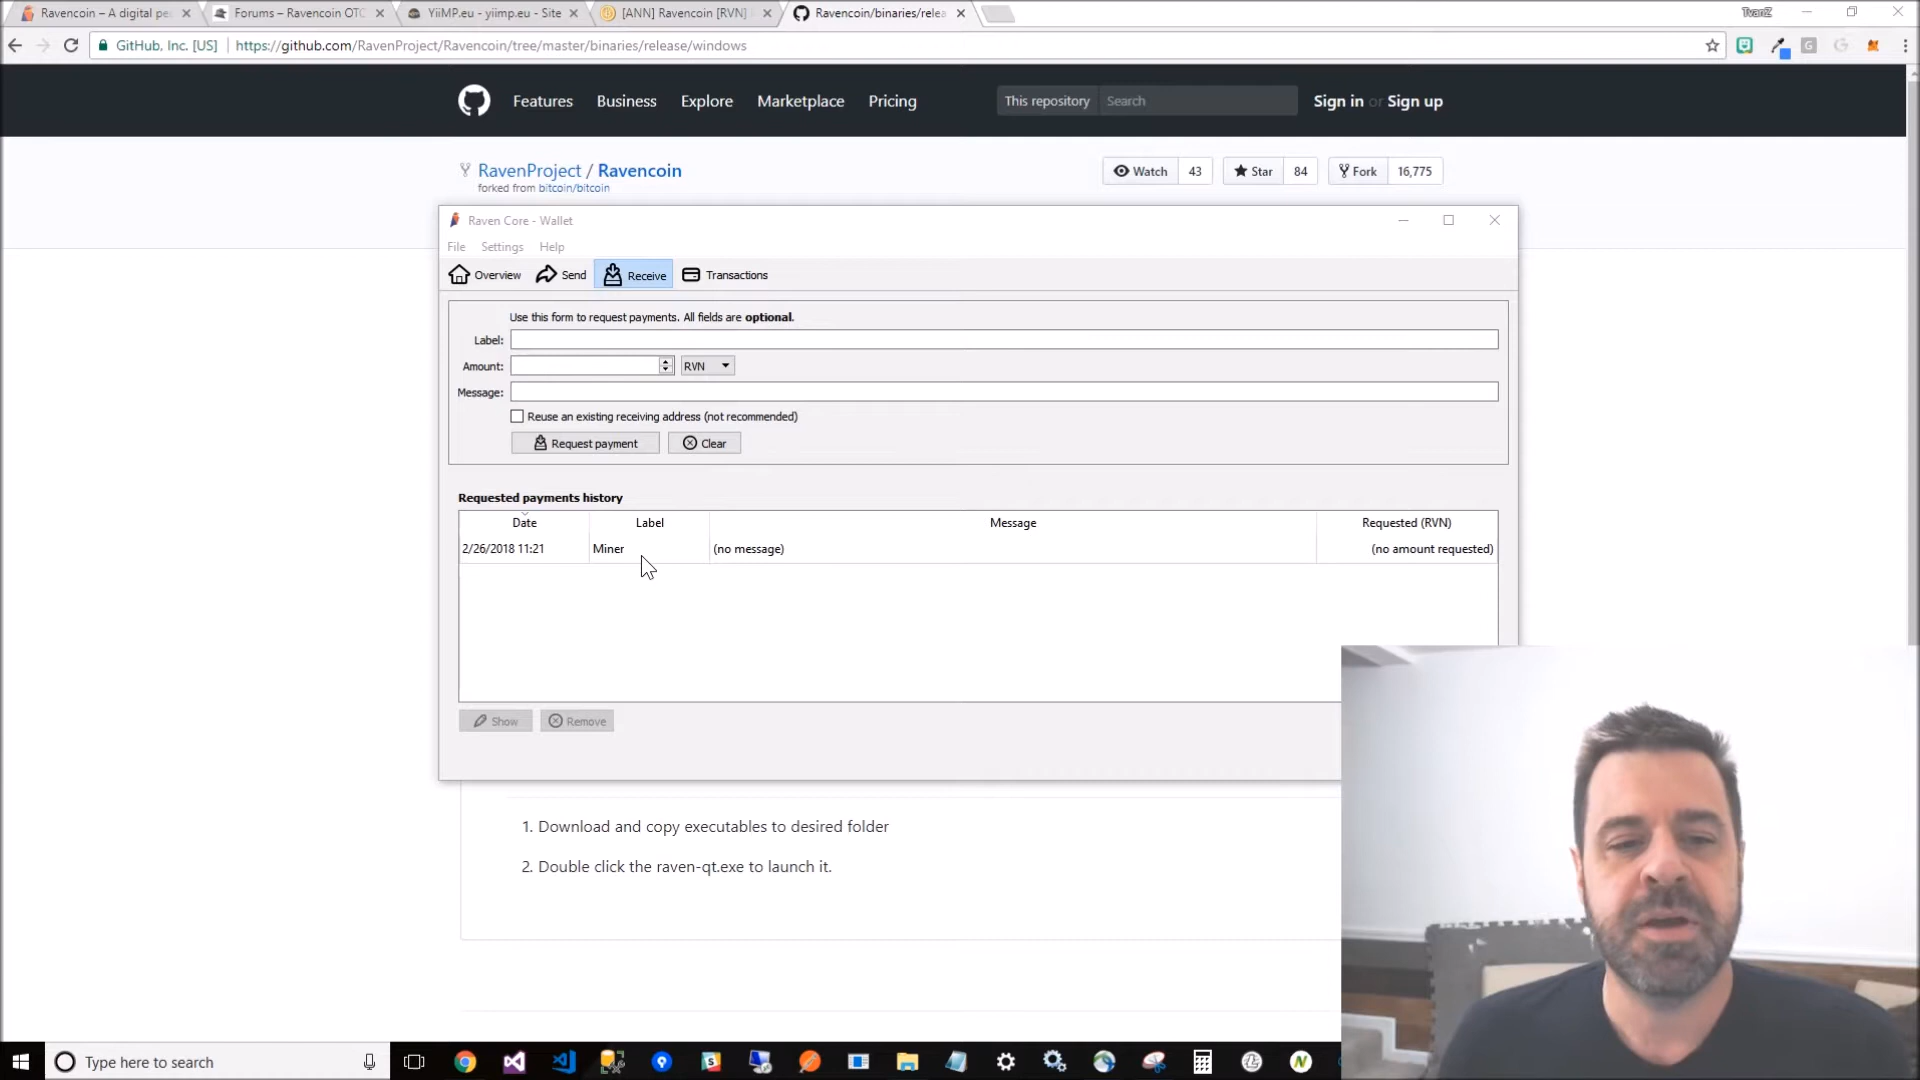 Ravencoin – A digital pe
Forums – Ravencoin OTC
YiiMP.eu - yiimp.eu - Site
[ANN] Ravencoin [RVN]
Ravencoin/binaries/relea
TvanZ
GitHub, Inc. [US]
https://github.com/RavenProject/Ravencoin/tree/master/binaries/release/windows
Features
Business
Explore
Marketplace
Pricing
This repository
Search
Sign in or Sign up
RavenProject / Ravencoin
forked from bitcoin/bitcoin
Watch 43
Star 84
Fork 16,775
Raven Core - Wallet
File Settings Help
Overview Send Receive Transactions
Use this form to request payments. All fields are optional.
Label:
Amount: RVN
Message:
Reuse an existing receiving address (not recommended)
Request payment Clear
Requested payments history
Date Label Message Requested (RVN)
2/26/2018 11:21 Miner (no message) (no amount requested)
Show Remove
1. Download and copy executables to desired folder
2. Double click the raven-qt.exe to launch it.
Type here to search